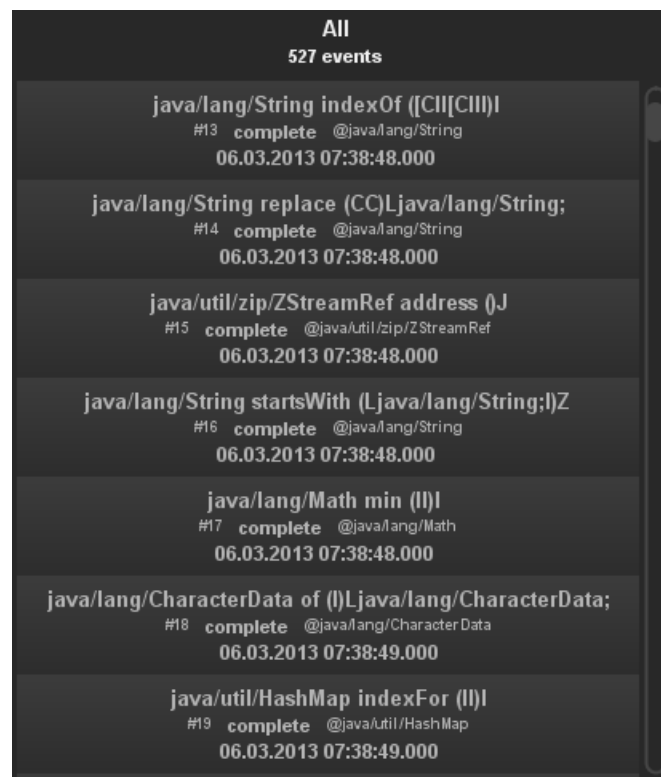 All
527 events
java/lang/String indexOf ([CII[CIII)I
#13 complete @java/lang/String
06.03.2013 07:38:48.000
java/lang/String replace (CC)Ljava/lang/String;
#14 complete @java/lang/String
06.03.2013 07:38:48.000
java/util/zip/ZStreamRef address ()J
#15 complete @java/util/zip/ZStreamRef
06.03.2013 07:38:48.000
java/lang/String startsWith (Ljava/lang/String;I)Z
#16 complete @java/lang/String
06.03.2013 07:38:48.000
java/lang/Math min (II)I
#17 complete @java/lang/Math
06.03.2013 07:38:48.000
java/lang/CharacterData of (I)Ljava/lang/CharacterData;
#18 complete @java/lang/CharacterData
06.03.2013 07:38:49.000
java/util/HashMap indexFor (II)I
#19 complete @java/util/HashMap
06.03.2013 07:38:49.000